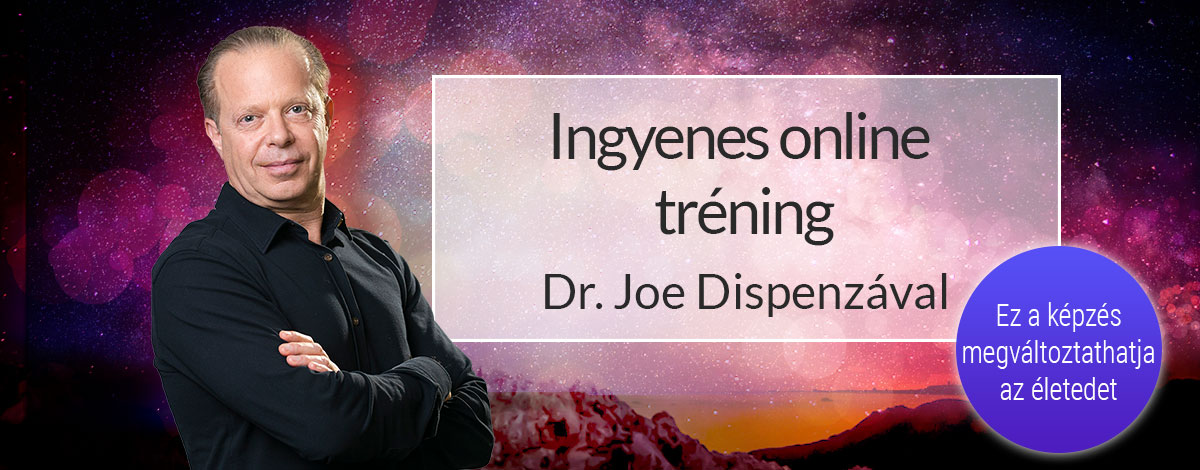 Ingyenes online
tréning
Dr. Joe Dispenzával
Ez a képzés
megváltoztathatja
az életedet